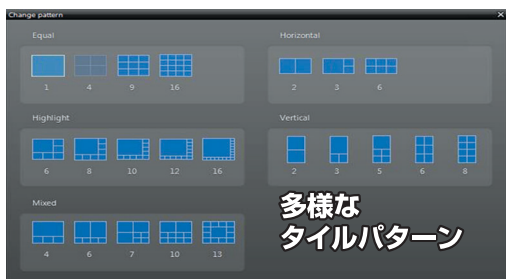 Change pattern
Equal
1 4 9 16
Horizontal
2 3 6
Highlight
6 8 10 12 16
Vertical
2 3 5 6 8
Mixed
4 6 7 10 13
多様な
タイルパターン